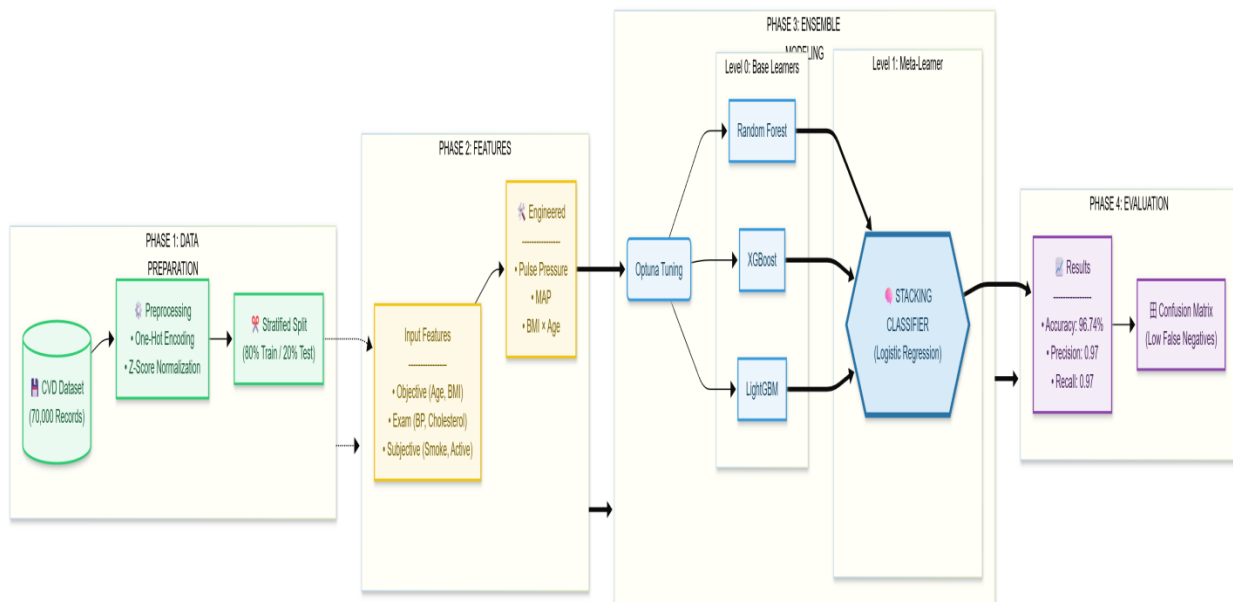 PHASE 1: DATA
PREPARATION
CVD Dataset
(70,000 Records)
Preprocessing
• One-Hot Encoding
• Z-Score Normalization
Stratified Split
(80% Train / 20% Test)
PHASE 2: FEATURES
Input Features
----------------
• Objective (Age, BMI)
• Exam (BP, Cholesterol)
• Subjective (Smoke, Active)
Engineered
----------------
• Pulse Pressure
• MAP
• BMI × Age
PHASE 3: ENSEMBLE
MODELING
Optuna Tuning
Level 0: Base Learners
Random Forest
XGBoost
LightGBM
Level 1: Meta-Learner
STACKING
CLASSIFIER
(Logistic Regression)
PHASE 4: EVALUATION
Results
----------------
• Accuracy: 96.74%
• Precision: 0.97
• Recall: 0.97
Confusion Matrix
(Low False Negatives)